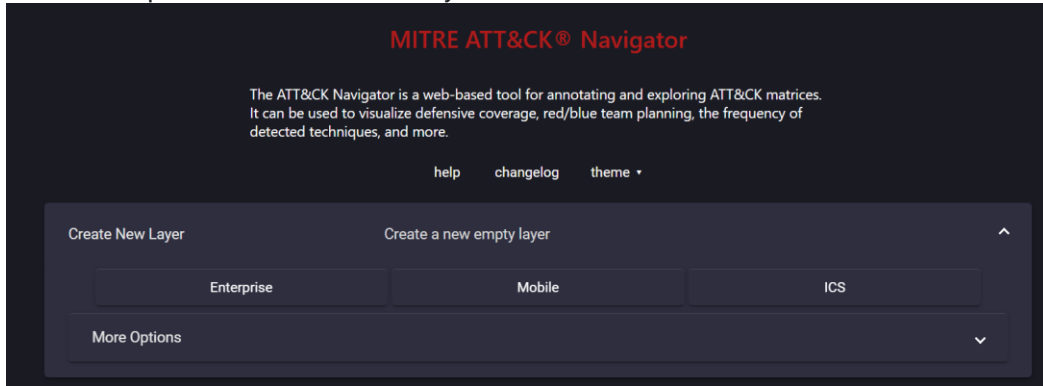 MITRE ATT&CK® Navigator
The ATT&CK Navigator is a web-based tool for annotating and exploring ATT&CK matrices.
It can be used to visualize defensive coverage, red/blue team planning, the frequency of
detected techniques, and more.
help changelog theme ▾
Create New Layer Create a new empty layer
Enterprise Mobile ICS
More Options